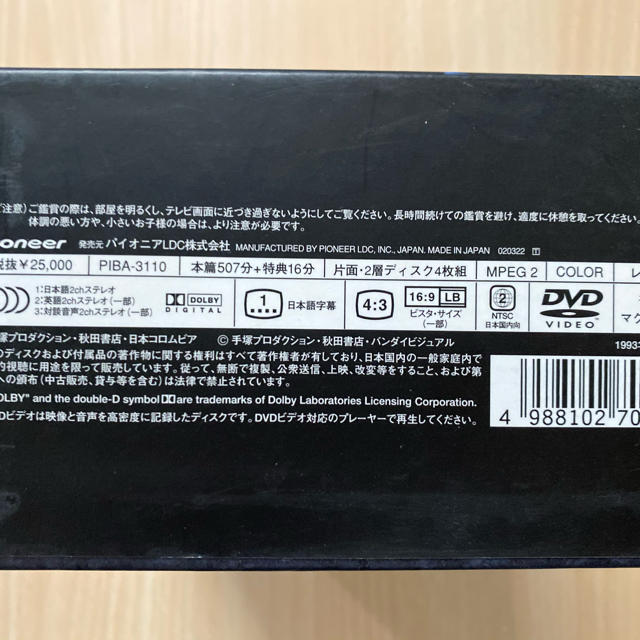 注意)ご鑑賞の際は、部屋を明るくし、テレビ画面に近づき過ぎないようにしてご覧ください。長時間続けての鑑賞を避け、適度に休憩を取ってください。
体調の悪い方や、小さいお子様の場合は、より注意が必要です。
oneer 発売元 パイオニアLDC株式会社 MANUFACTURED BY PIONEER LDC, INC., JAPAN. MADE IN JAPAN 020322
税抜¥25,000 PIBA-3110 本篇507分+特典16分 片面・2層ディスク4枚組 MPEG 2 COLOR
1:日本語2chステレオ
2:英語2chステレオ(一部)
3:対談音声2chステレオ(一部)
DOLBY
DIGITAL
1
日本語字幕
4:3
16:9 LB
ビスタ・サイズ
(一部)
2
NTSC
日本国内向
DVD
VIDEO
マク
塚プロダクション・秋田書店・日本コロムビア © 手塚プロダクション・秋田書店・バンダイビジュアル 1993
のディスクおよび付属品の著作物に関する権利はすべて著作権者が有しており、日本国内の一般家庭内で
的視聴に用途を限って販売しています。従って、無断で複製、公衆送信、上映、改変等をすること、および第
への頒布(中古販売、貸与等を含む)は法律で禁止されています。
OLBY" and the double-D symbol are trademarks of Dolby Laboratories Licensing Corporation.
Dビデオは映像と音声を高密度に記録したディスクです。DVDビデオ対応のプレーヤーで再生してください。
4 988102 70